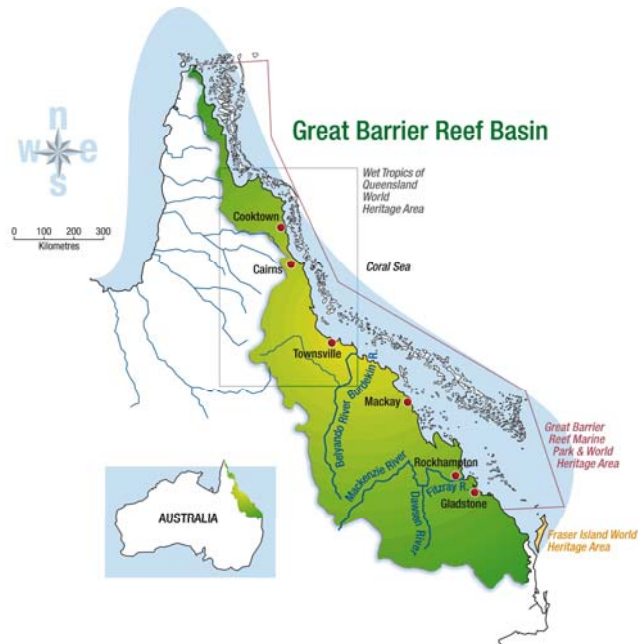 Great Barrier Reef Basin
n
w e
s
0 100 200 300
Kilometres
Wet Tropics of
Queensland
World
Heritage Area
Cooktown
Cairns
Coral Sea
Townsville
Burdekin R.
Belyando River
Mackay
Great Barrier
Reef Marine
Park & World
Heritage Area
Rockhampton
Mackenzie River
Fitzray R.
Gladstone
Dawson River
AUSTRALIA
Fraser Island World
Heritage Area